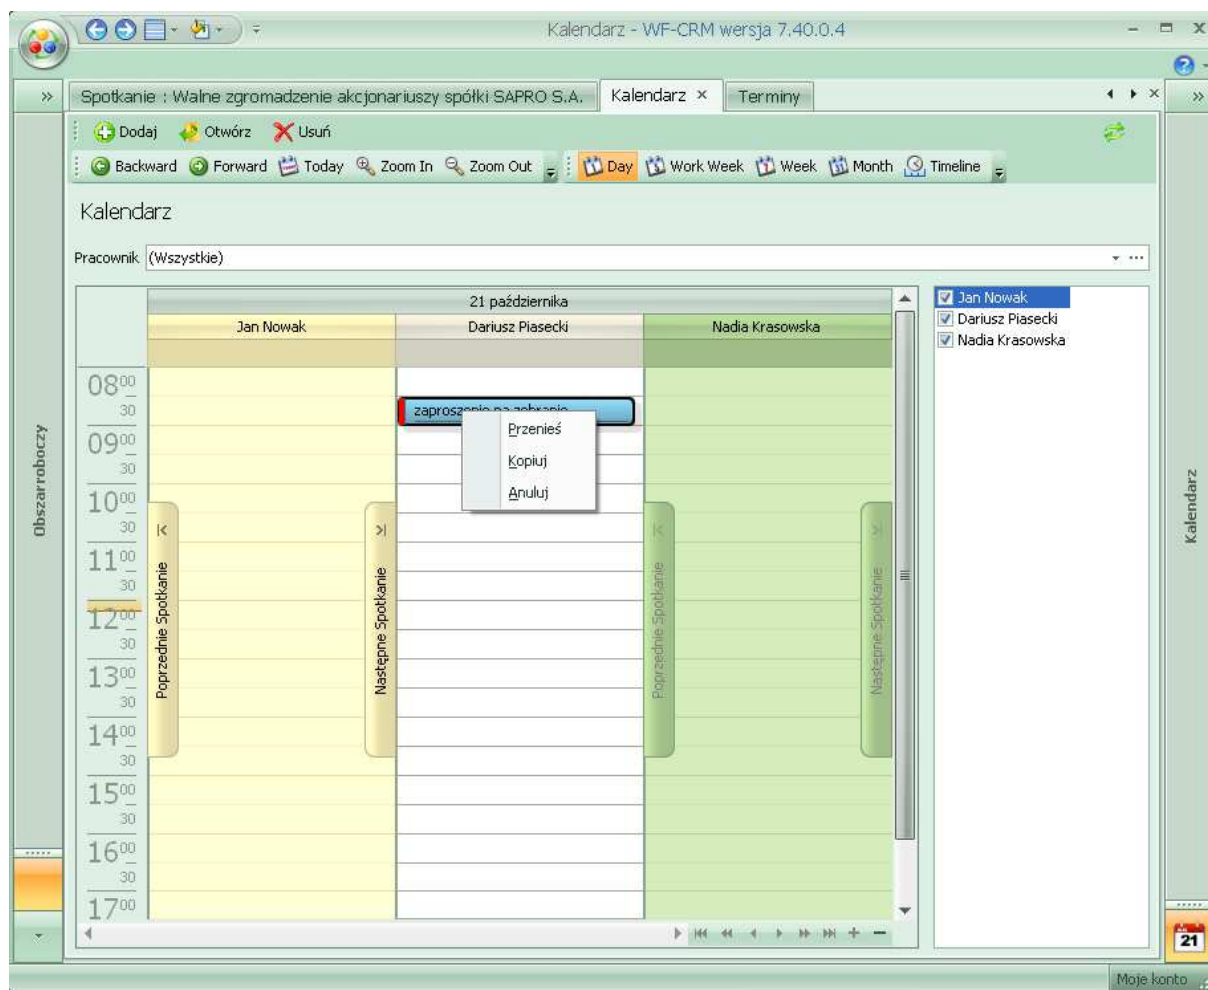 Kalendarz - WF-CRM wersja 7.40.0.4
Spotkanie : Walne zgromadzenie akcjonariuszy spółki SAPRO S.A. Kalendarz Terminy
Dodaj Otwórz Usuń
Backward Forward Today Zoom In Zoom Out Day Work Week Week Month Timeline
Kalendarz
Pracownik (Wszystkie)
21 października
Jan Nowak Dariusz Piasecki Nadia Krasowska
Jan Nowak
Dariusz Piasecki
Nadia Krasowska
08 00
30
zaproszenie na zebranie
Przenieś
Kopiuj
Anuluj
09 00
30
10 00
30
11 00
30
12 00
30
13 00
30
14 00
30
15 00
30
16 00
30
17 00
Poprzednie Spotkanie
Następne Spotkanie
Poprzednie Spotkanie
Następne Spotkanie
Obszarroboczy
Kalendarz
21
Moje konto